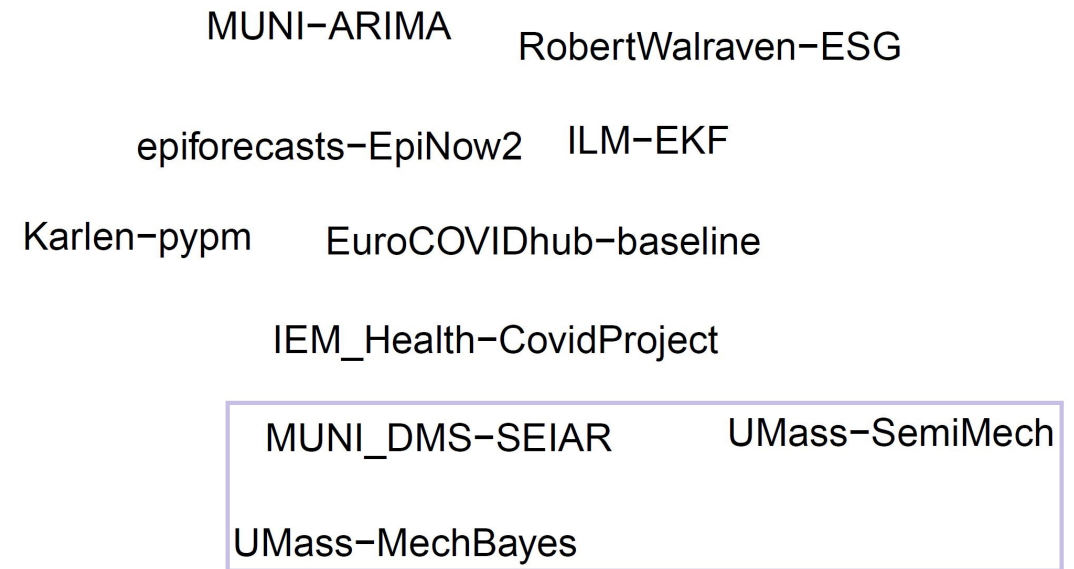 MUNI−ARIMA
RobertWalraven−ESG
epiforecasts−EpiNow2
ILM−EKF
Karlen−pypm
EuroCOVIDhub−baseline
IEM_Health−CovidProject
MUNI_DMS−SEIAR
UMass−SemiMech
UMass−MechBayes